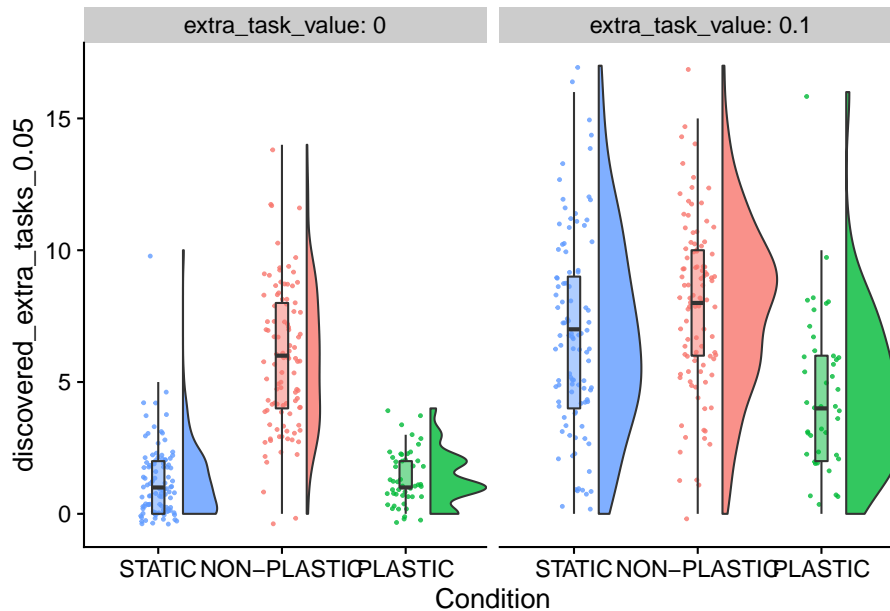 extra_task_value: 0
extra_task_value: 0.1
discovered_extra_tasks_0.05
15
10
5
0
STATIC NON−PLASTIC PLASTIC
STATIC NON−PLASTIC PLASTIC
Condition